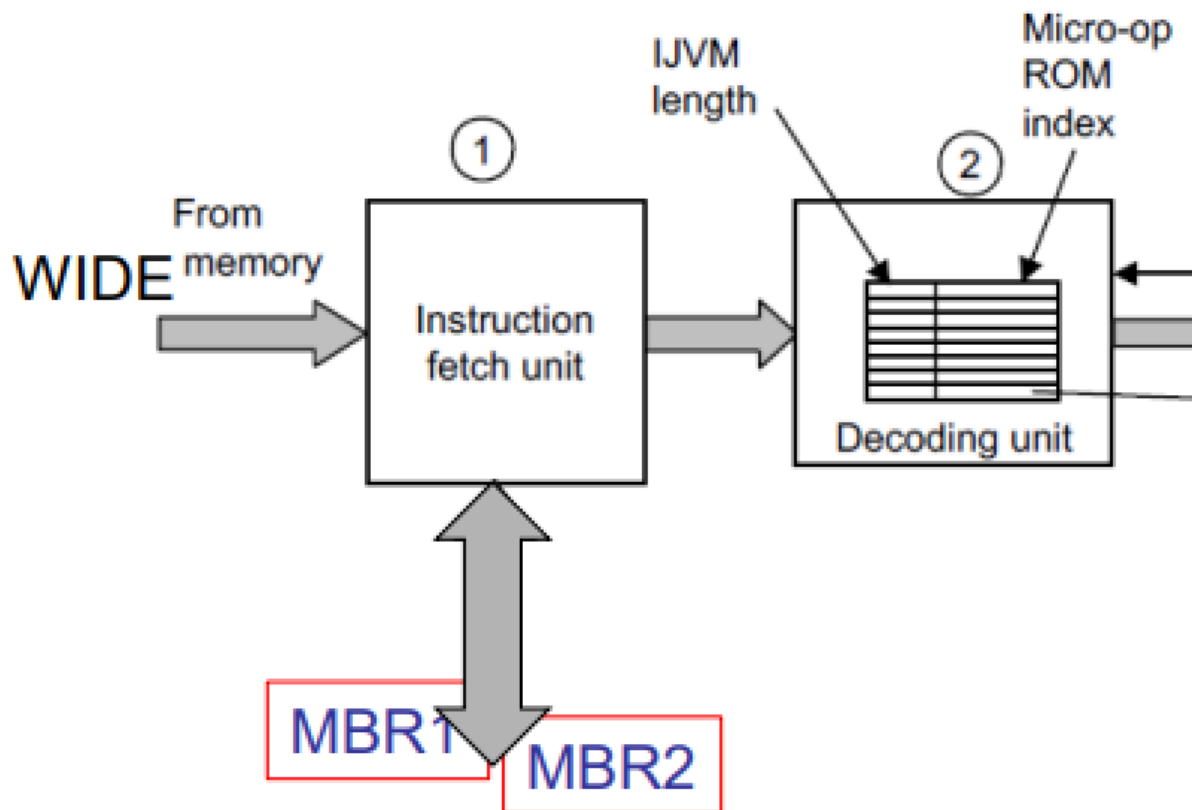 IJVM
length
Micro-op
ROM
index
1
2
From
memory
WIDE
Instruction
fetch unit
Decoding unit
MBR1
MBR2